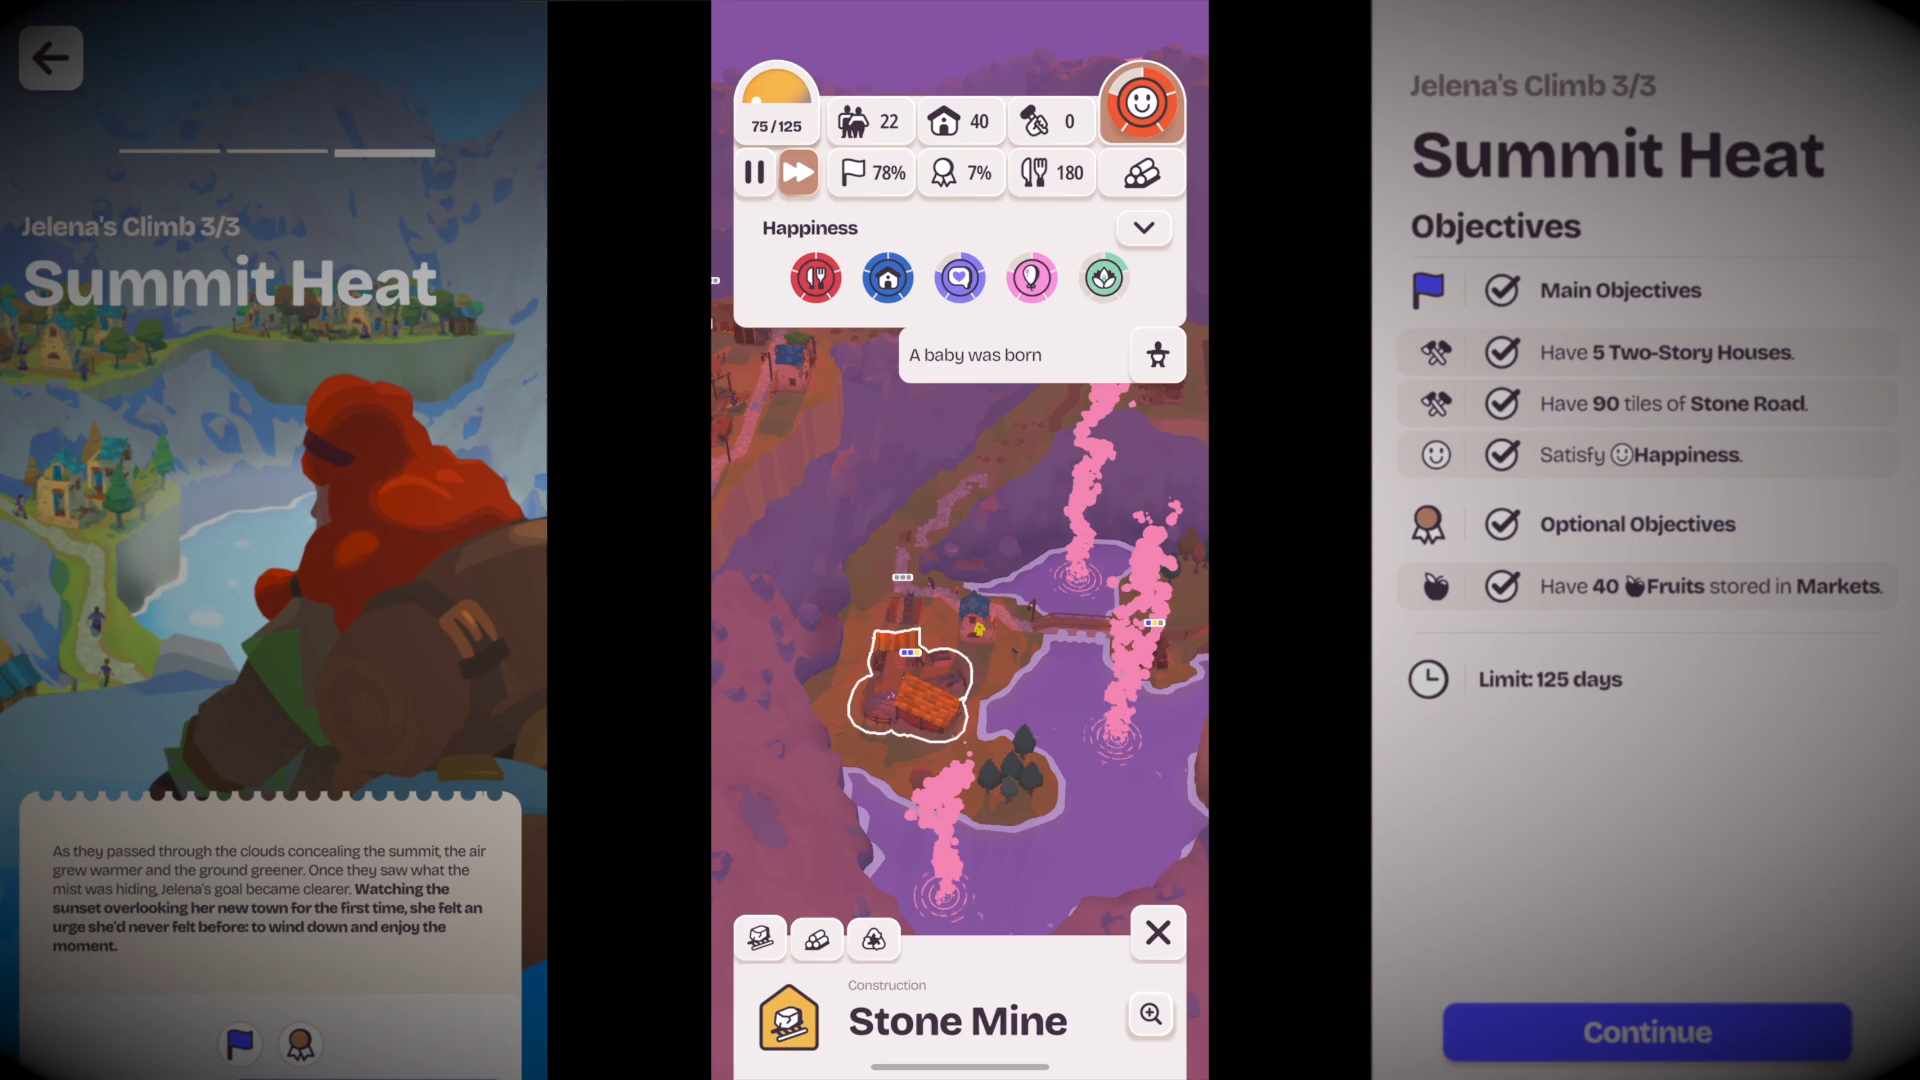 Jelena's Climb 3/3
Summit Heat
As they passed through the clouds concealing the summit, the air
grew warmer and the ground greener. Once they saw what the
mist was hiding, Jelena's goal became clearer. Watching the
sunset overlooking her new town for the first time, she felt an
urge she'd never felt before: to wind down and enjoy the
moment.
75/125
22
40
0
78%
7%
180
Happiness
A baby was born
Construction
Stone Mine
Jelena's Climb 3/3
Summit Heat
Objectives
Main Objectives
Have 5 Two-Story Houses.
Have 90 tiles of Stone Road.
Satisfy Happiness.
Optional Objectives
Have 40 Fruits stored in Markets.
Limit: 125 days
Continue